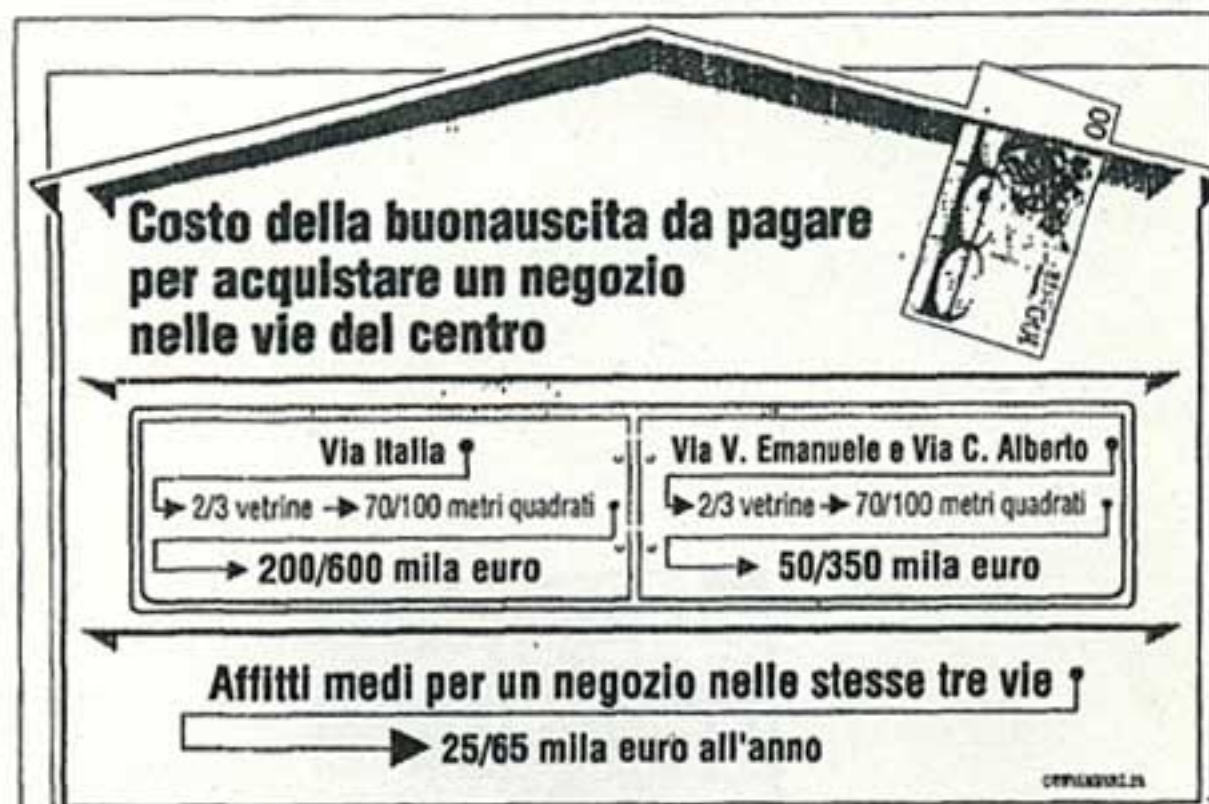 Costo della buonauscita da pagare
per acquistare un negozio
nelle vie del centro
Via Italia
2/3 vetrine 70/100 metri quadrati
200/600 mila euro
Via V. Emanuele e Via C. Alberto
2/3 vetrine 70/100 metri quadrati
50/350 mila euro
Affitti medi per un negozio nelle stesse tre vie
25/65 mila euro all'anno
00